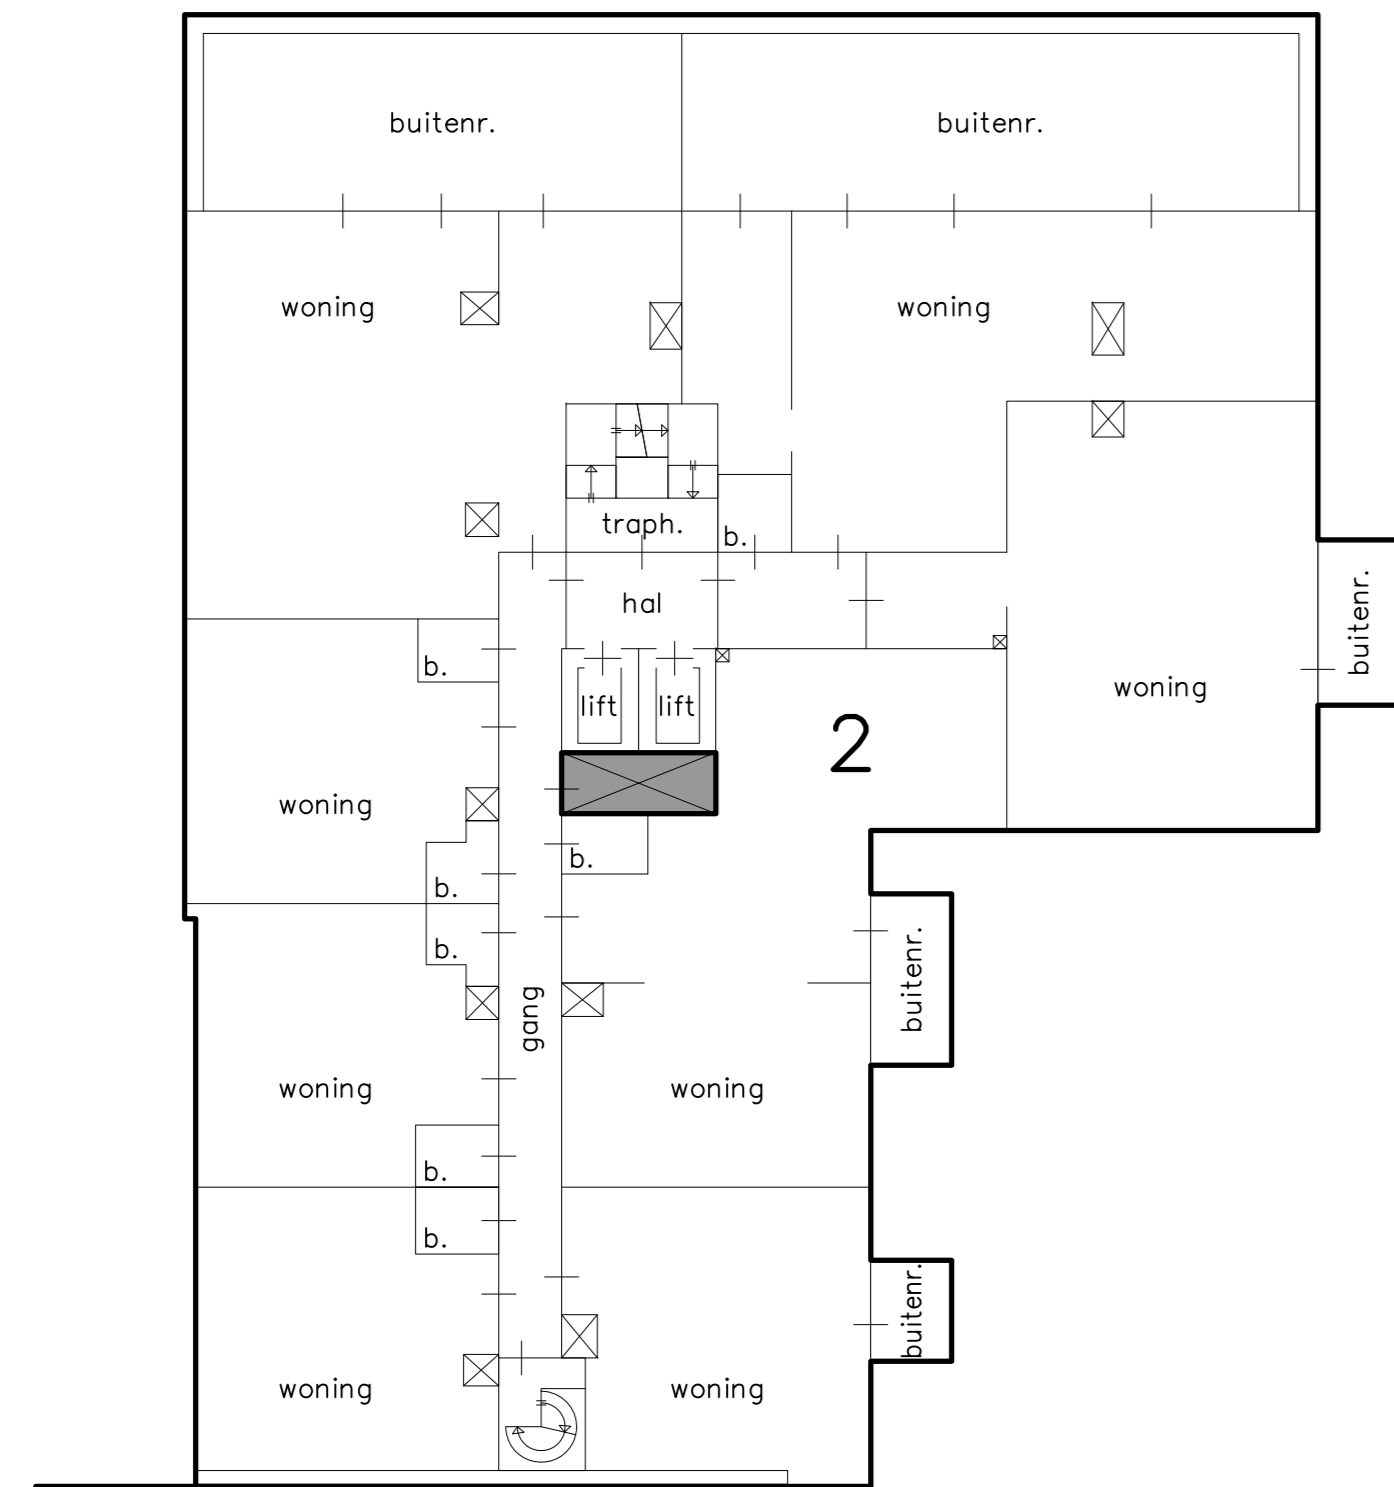 buitenr.
buitenr.
woning
woning
traph.
b.
hal
buitenr.
b.
woning
lift
lift
2
woning
b.
b.
buitenr.
b.
gang
woning
woning
b.
b.
buitenr.
woning
woning